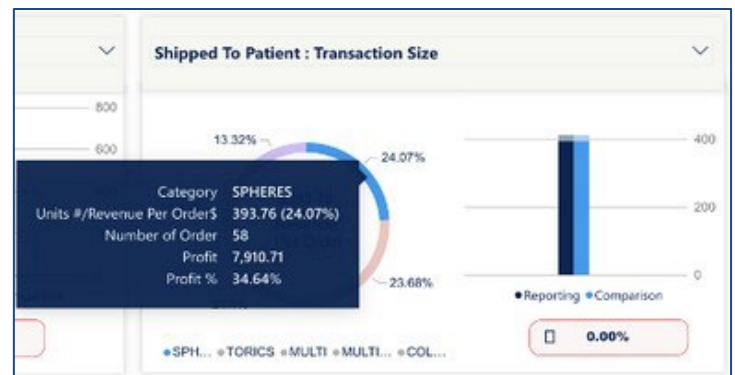 Shipped To Patient : Transaction Size
800
600
13.32%
24.07%
23.68%
Category SPHERES
Units #/Revenue Per Order$ 393.76 (24.07%)
Number of Order 58
Profit 7,910.71
Profit % 34.64%
SPH... TORICS MULTI MULTI... COL...
400
200
0
Reporting Comparison
0.00%